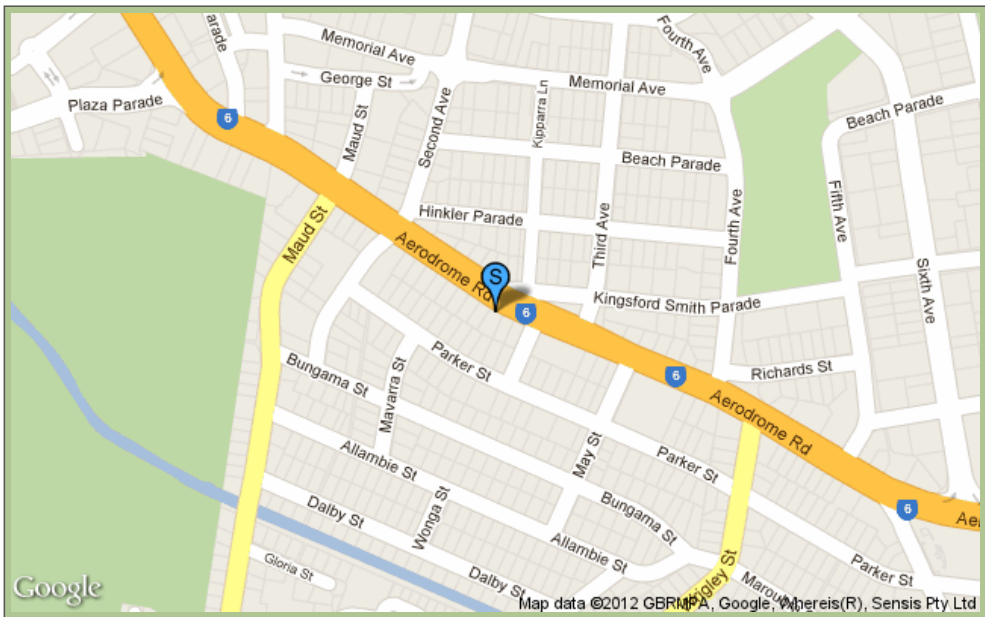 arade
Memorial Ave
Fourth Ave
George St
Memorial Ave
Plaza Parade
6
Maud St
Second Ave
Kipparra Ln
Beach Parade
Beach Parade
Hinkler Parade
Third Ave
Fourth Ave
Fifth Ave
Maud St
Aerodrome Rd
S
Sixth Ave
Kingsford Smith Parade
6
Bungama St
Mavarra St
Parker St
6
Richards St
Aerodrome Rd
Allambie St
May St
Parker St
Dalby St
Wonga St
Bungama St
6
Ae
Gloria St
Allambie St
Dalby St
Parker St
rigley St
Google
Map data ©2012 GBRMPA, Google, Whereis(R), Sensis Pty Ltd